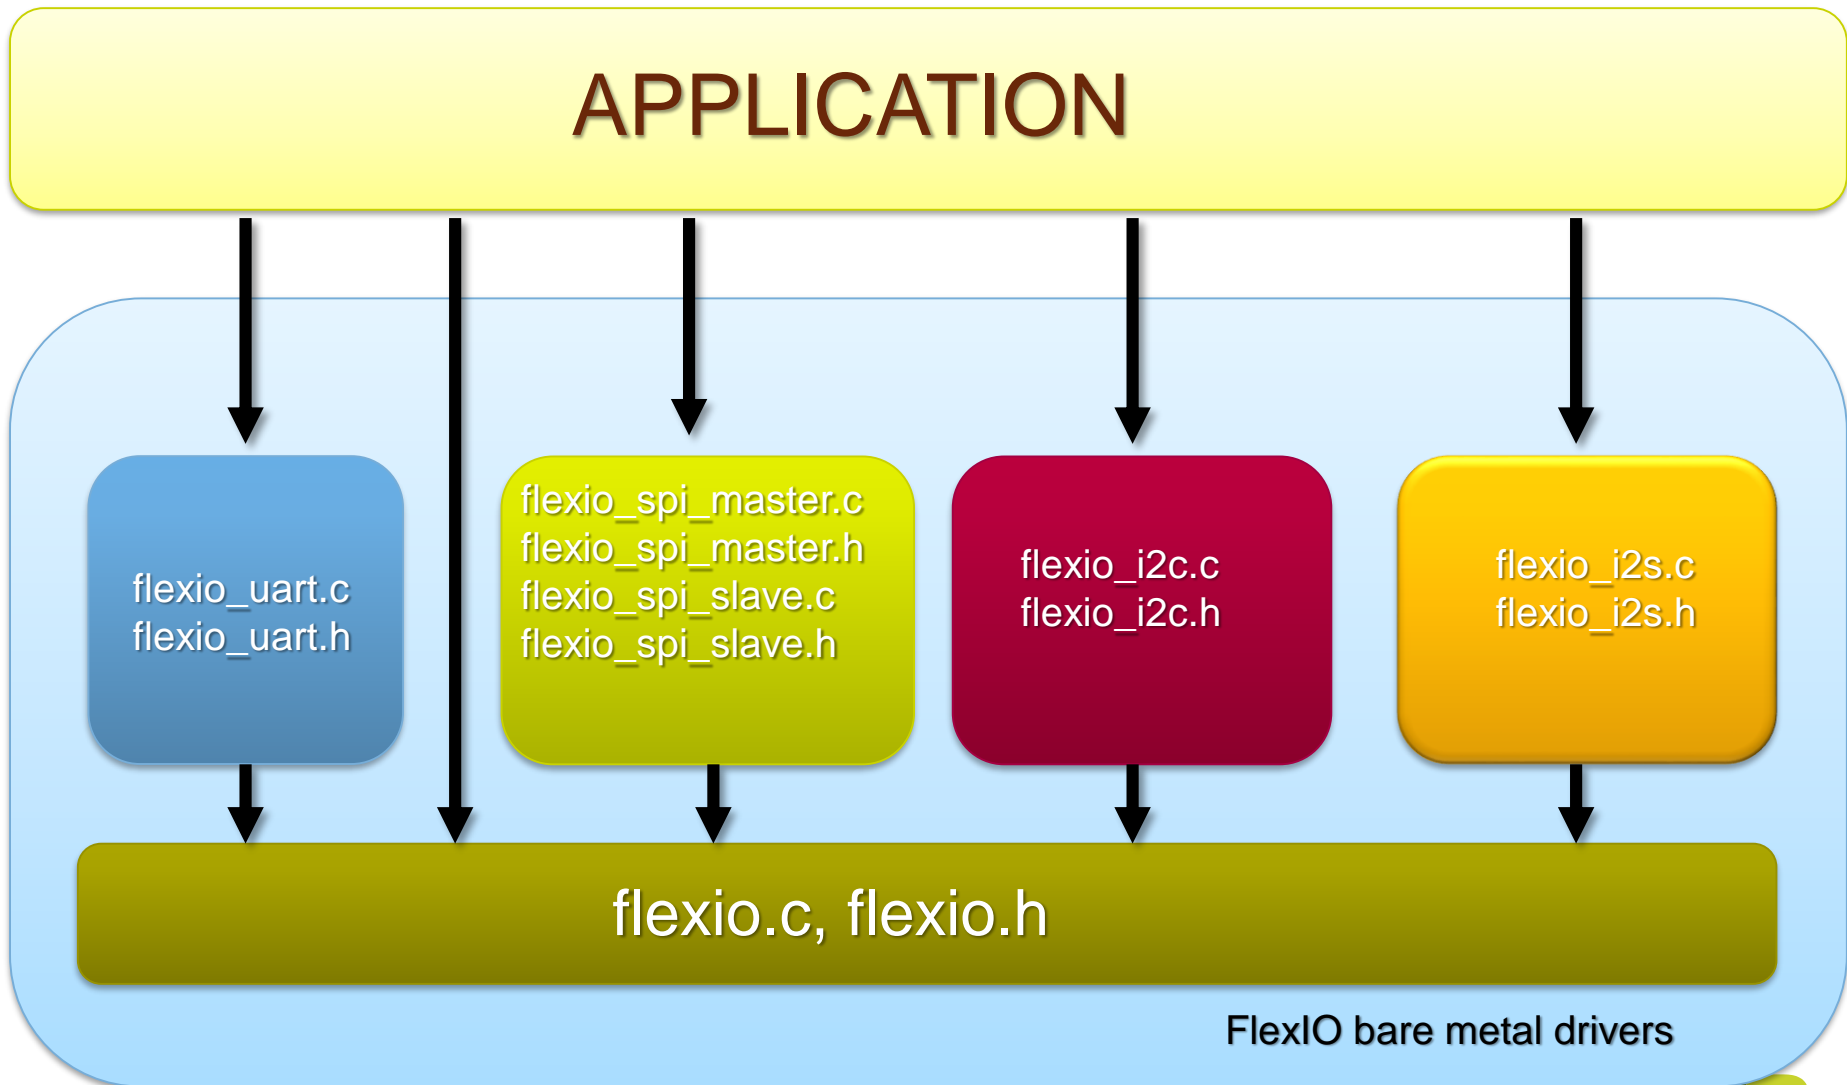 APPLICATION
flexio_uart.c
flexio_uart.h
flexio_spi_master.c
flexio_spi_master.h
flexio_spi_slave.c
flexio_spi_slave.h
flexio_i2c.c
flexio_i2c.h
flexio_i2s.c
flexio_i2s.h
flexio.c, flexio.h
FlexIO bare metal drivers